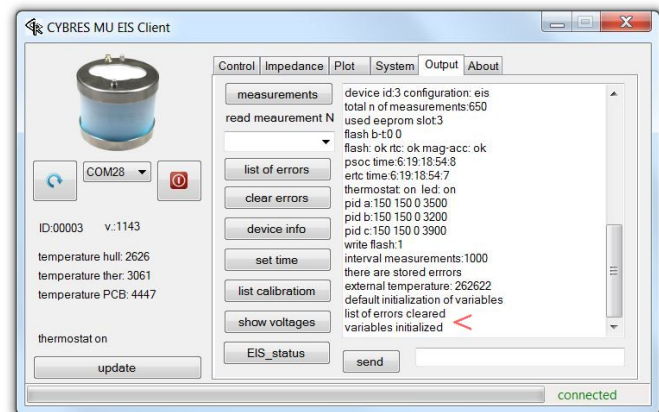 CYBRES MU EIS Client
Control Impedance Plot System Output About
COM28
ID:00003 v.:1143
temperature hull: 2626
temperature ther: 3061
temperature PCB: 4447
thermostat on
update
measurements
read meaurement N
list of errors
clear errors
device info
set time
list calibratiom
show voltages
EIS_status
device id:3 configuration: eis
total n of measurements:650
used eeprom slot:3
flash b-t:0 0
flash: ok rtc: ok mag-acc: ok
psoc time:6:19:18:54:8
ertc time:6:19:18:54:7
thermostat: on led: on
pid a:150 150 0 3500
pid b:150 150 0 3200
pid c:150 150 0 3900
write flash:1
interval measurements:1000
there are stored errrors
external temperature: 262622
default initialization of variables
list of errors cleared
variables initialized
send
connected